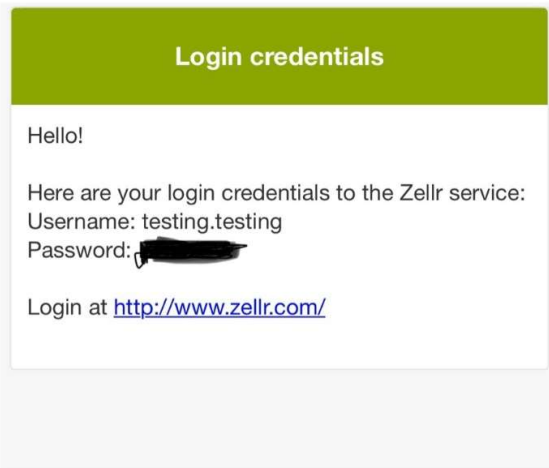 Login credentials
Hello!
Here are your login credentials to the Zellr service:
Username: testing.testing
Password:
Login at http://www.zellr.com/